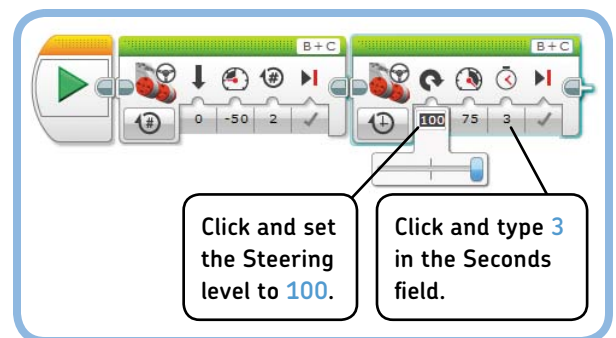 B+C
B+C
#
#
0 -50 2
100 75 3
Click and set
the Steering
level to 100.
Click and type 3
in the Seconds
field.